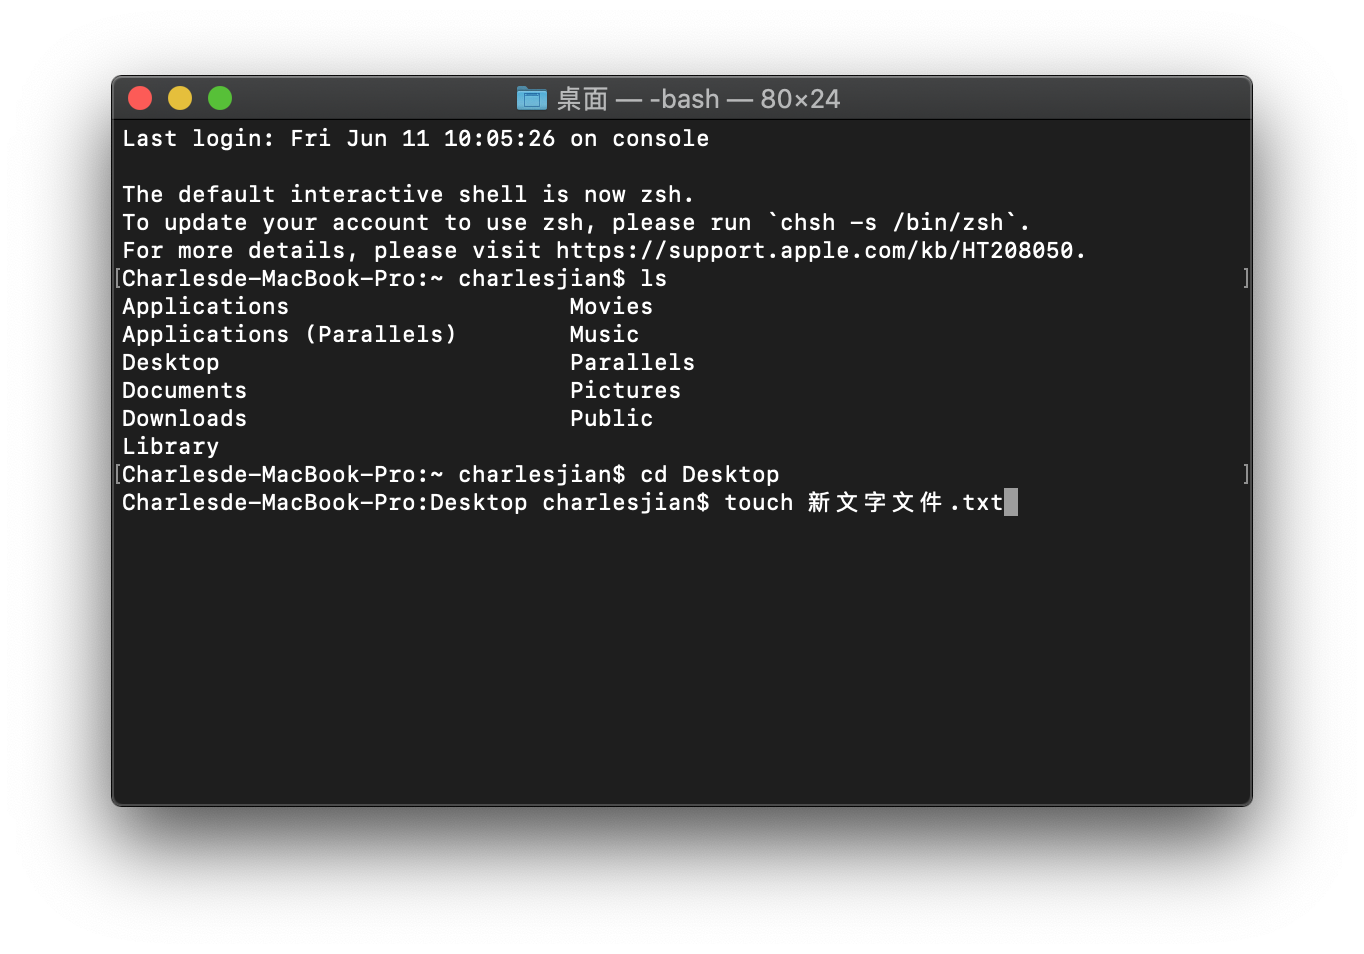 桌面 — -bash — 80×24
Last login: Fri Jun 11 10:05:26 on console
The default interactive shell is now zsh.
To update your account to use zsh, please run `chsh -s /bin/zsh`.
For more details, please visit https://support.apple.com/kb/HT208050.
[Charlesde-MacBook-Pro:~ charlesjian$ ls ]
Applications Movies
Applications (Parallels) Music
Desktop Parallels
Documents Pictures
Downloads Public
Library
[Charlesde-MacBook-Pro:~ charlesjian$ cd Desktop ]
Charlesde-MacBook-Pro:Desktop charlesjian$ touch 新文字文件.txt